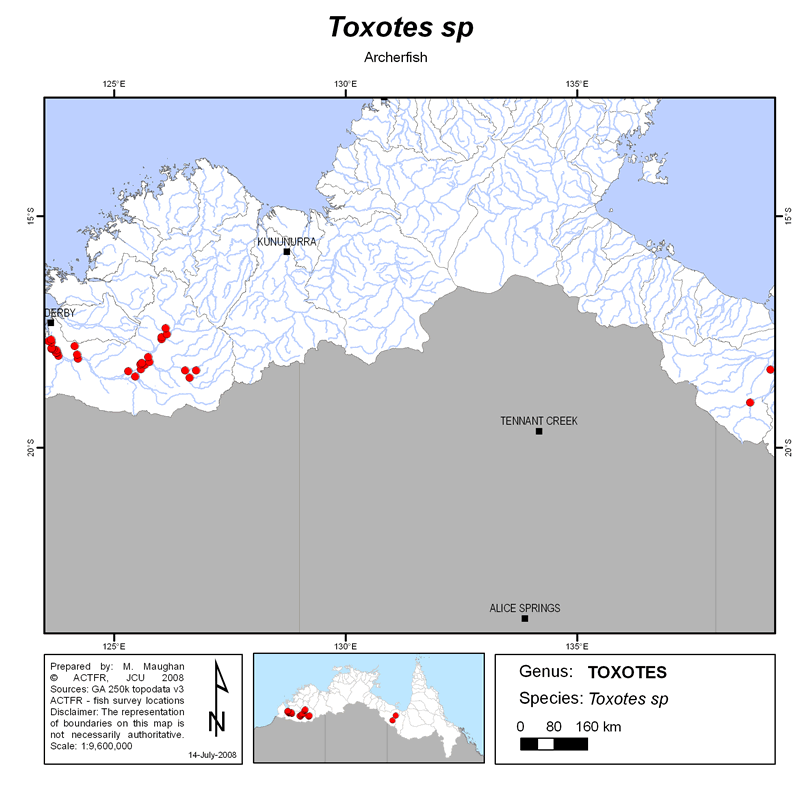 Toxotes sp
Archerfish
125°E
130°E
135°E
15°S
15°S
KUNUNURRA
DERBY
TENNANT CREEK
20°S
20°S
ALICE SPRINGS
125°E
130°E
135°E
Prepared by: M. Maughan
© ACTFR, JCU 2008
Sources: GA 250k topodata v3
ACTFR - fish survey locations
Disclaimer: The representation
of boundaries on this map is
not necessarily authoritative.
Scale: 1:9,600,000
N
14-July-2008
Genus: TOXOTES
Species: Toxotes sp
0 80 160 km